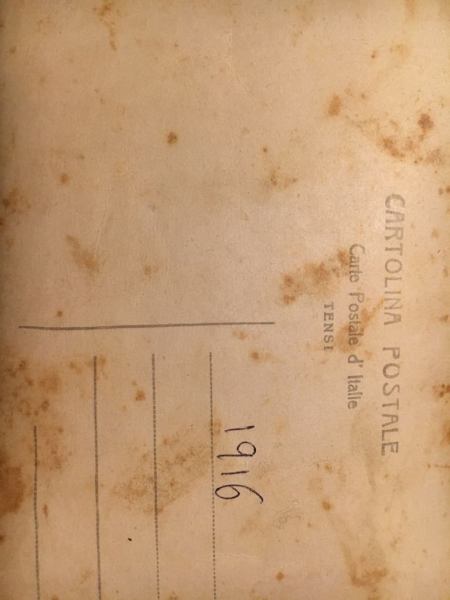 CARTOLINA POSTALE
Carte Postale d'Italie
TENSI
1916